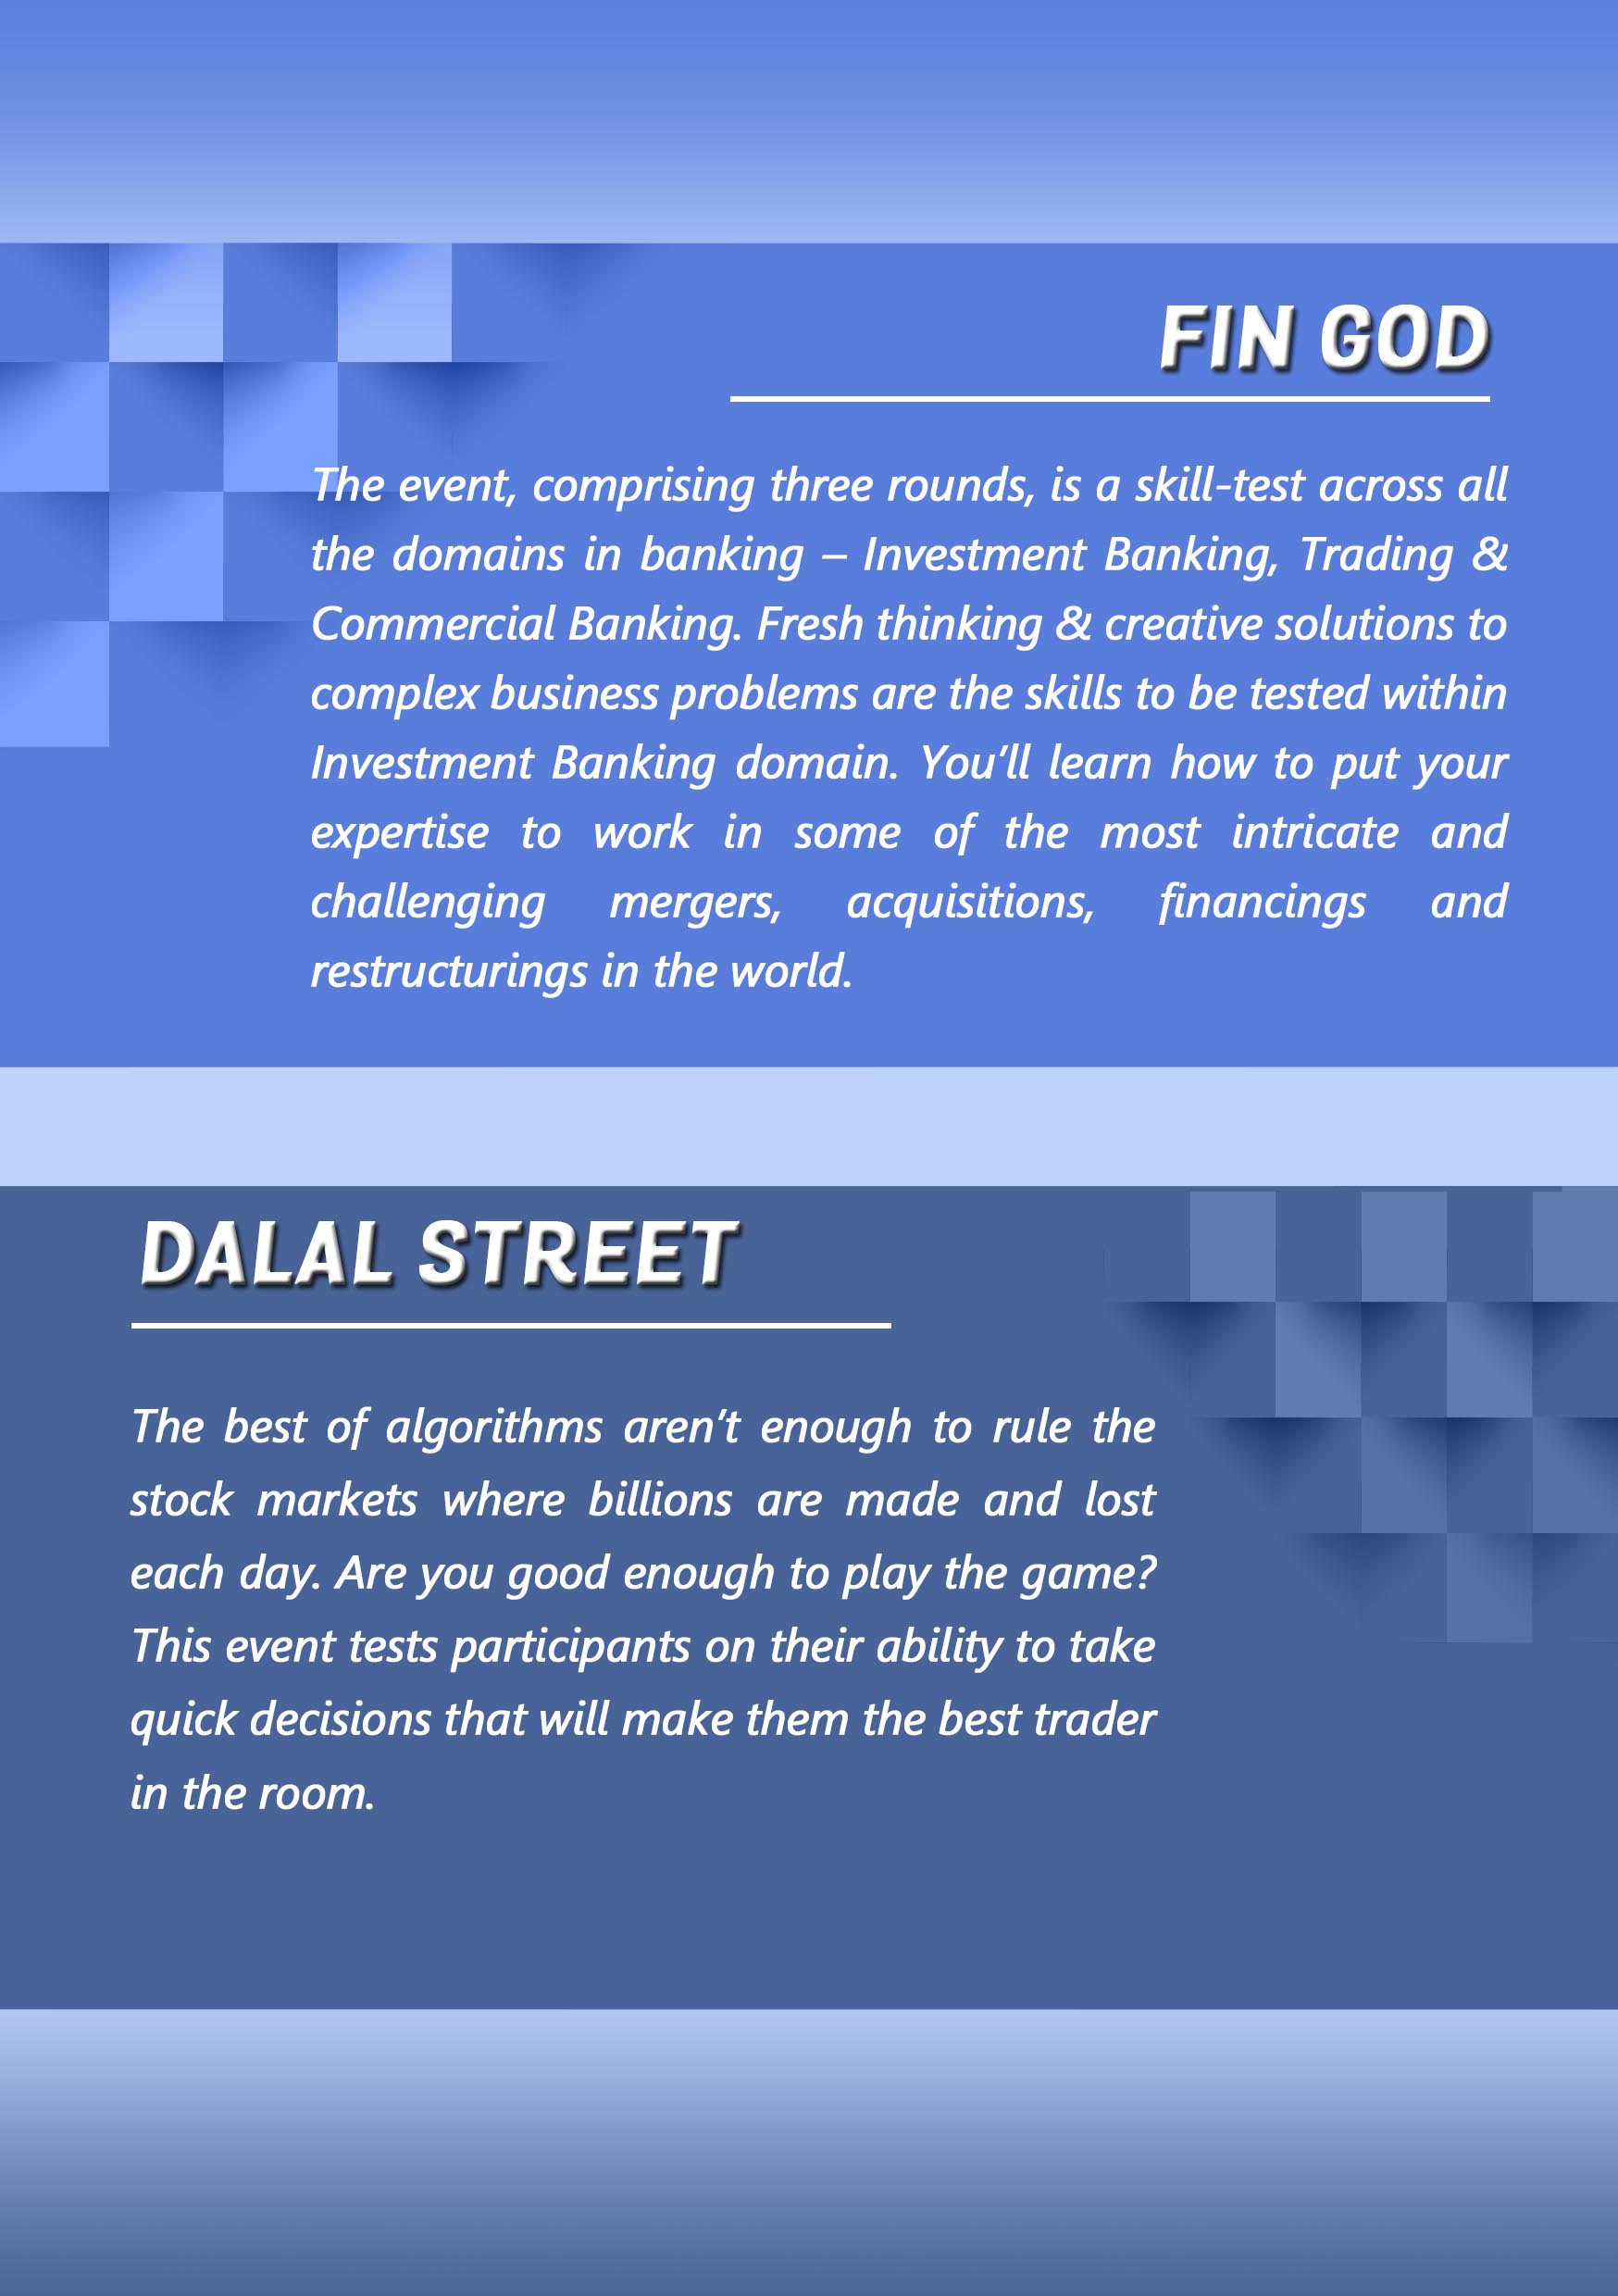 FIN GOD
The event, comprising three rounds, is a skill-test across all
the domains in banking – Investment Banking, Trading &
Commercial Banking. Fresh thinking & creative solutions to
complex business problems are the skills to be tested within
Investment Banking domain. You’ll learn how to put your
expertise to work in some of the most intricate and
challenging mergers, acquisitions, financings and
restructurings in the world.
DALAL STREET
The best of algorithms aren’t enough to rule the
stock markets where billions are made and lost
each day. Are you good enough to play the game?
This event tests participants on their ability to take
quick decisions that will make them the best trader
in the room.